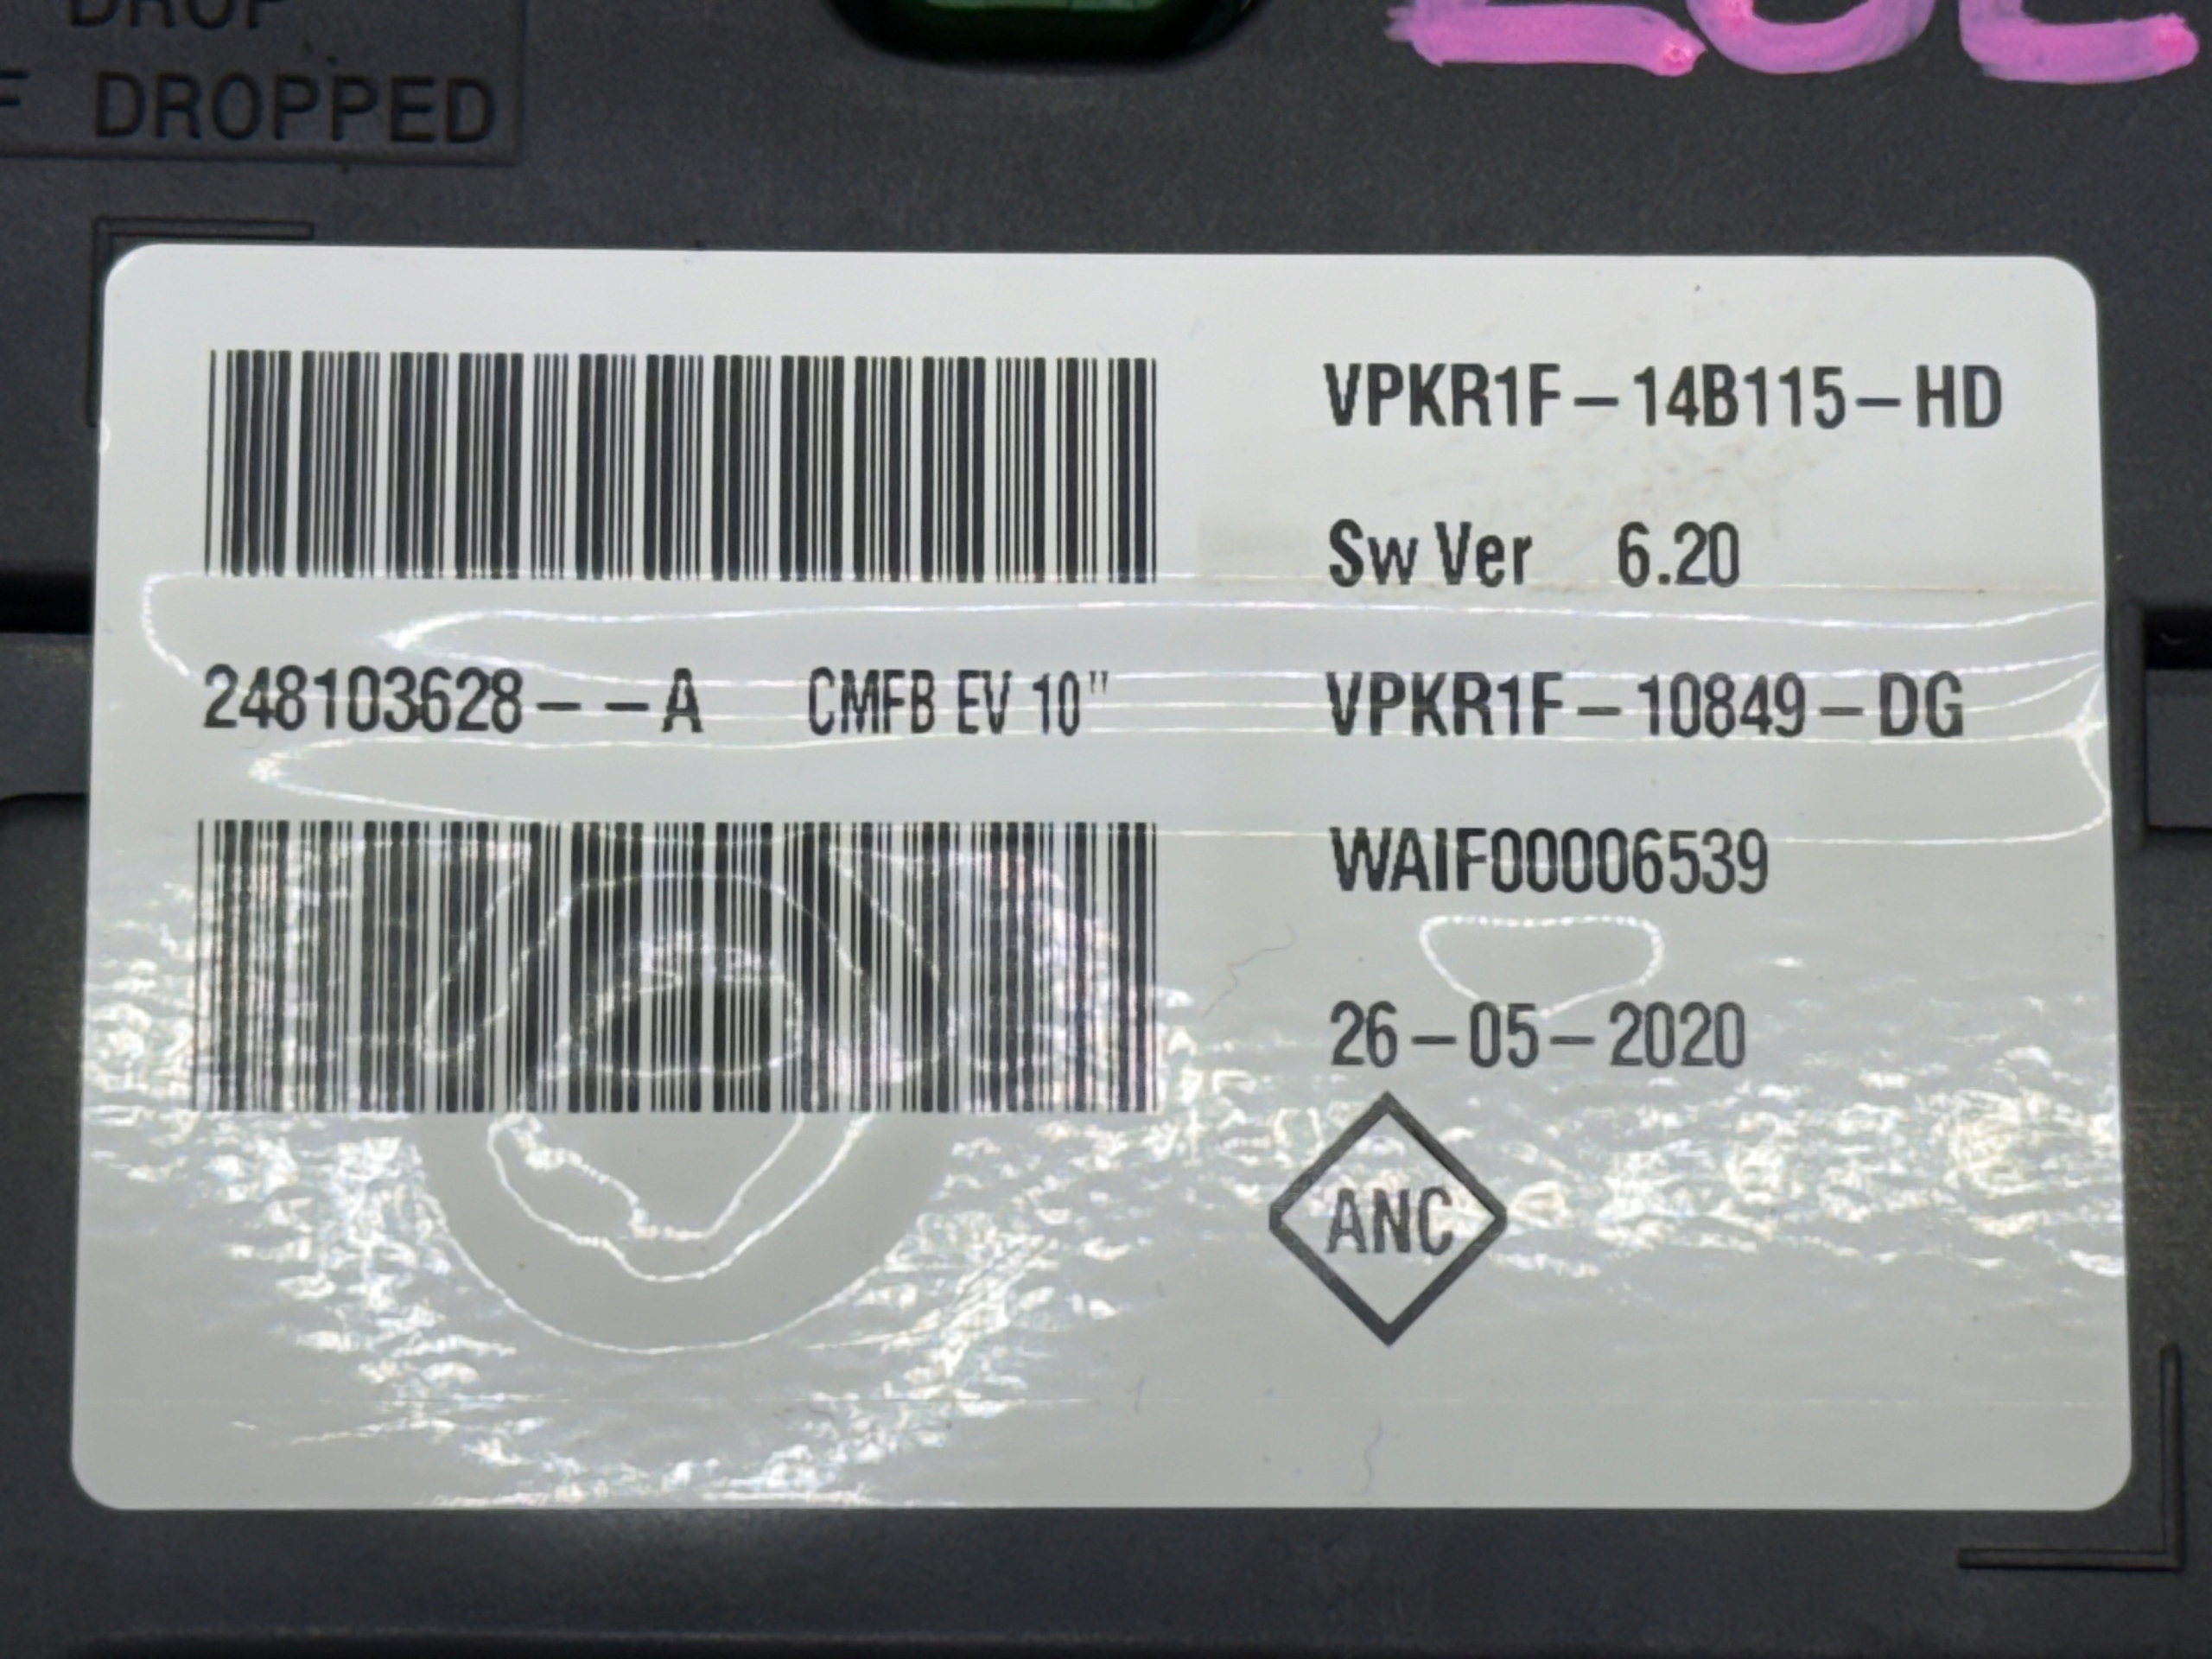 DROP
F DROPPED
VPKR1F-14B115-HD
Sw Ver 6.20
248103628--A CMFB EV 10" VPKR1F-10849-DG
WAIF00006539
26-05-2020
ANC